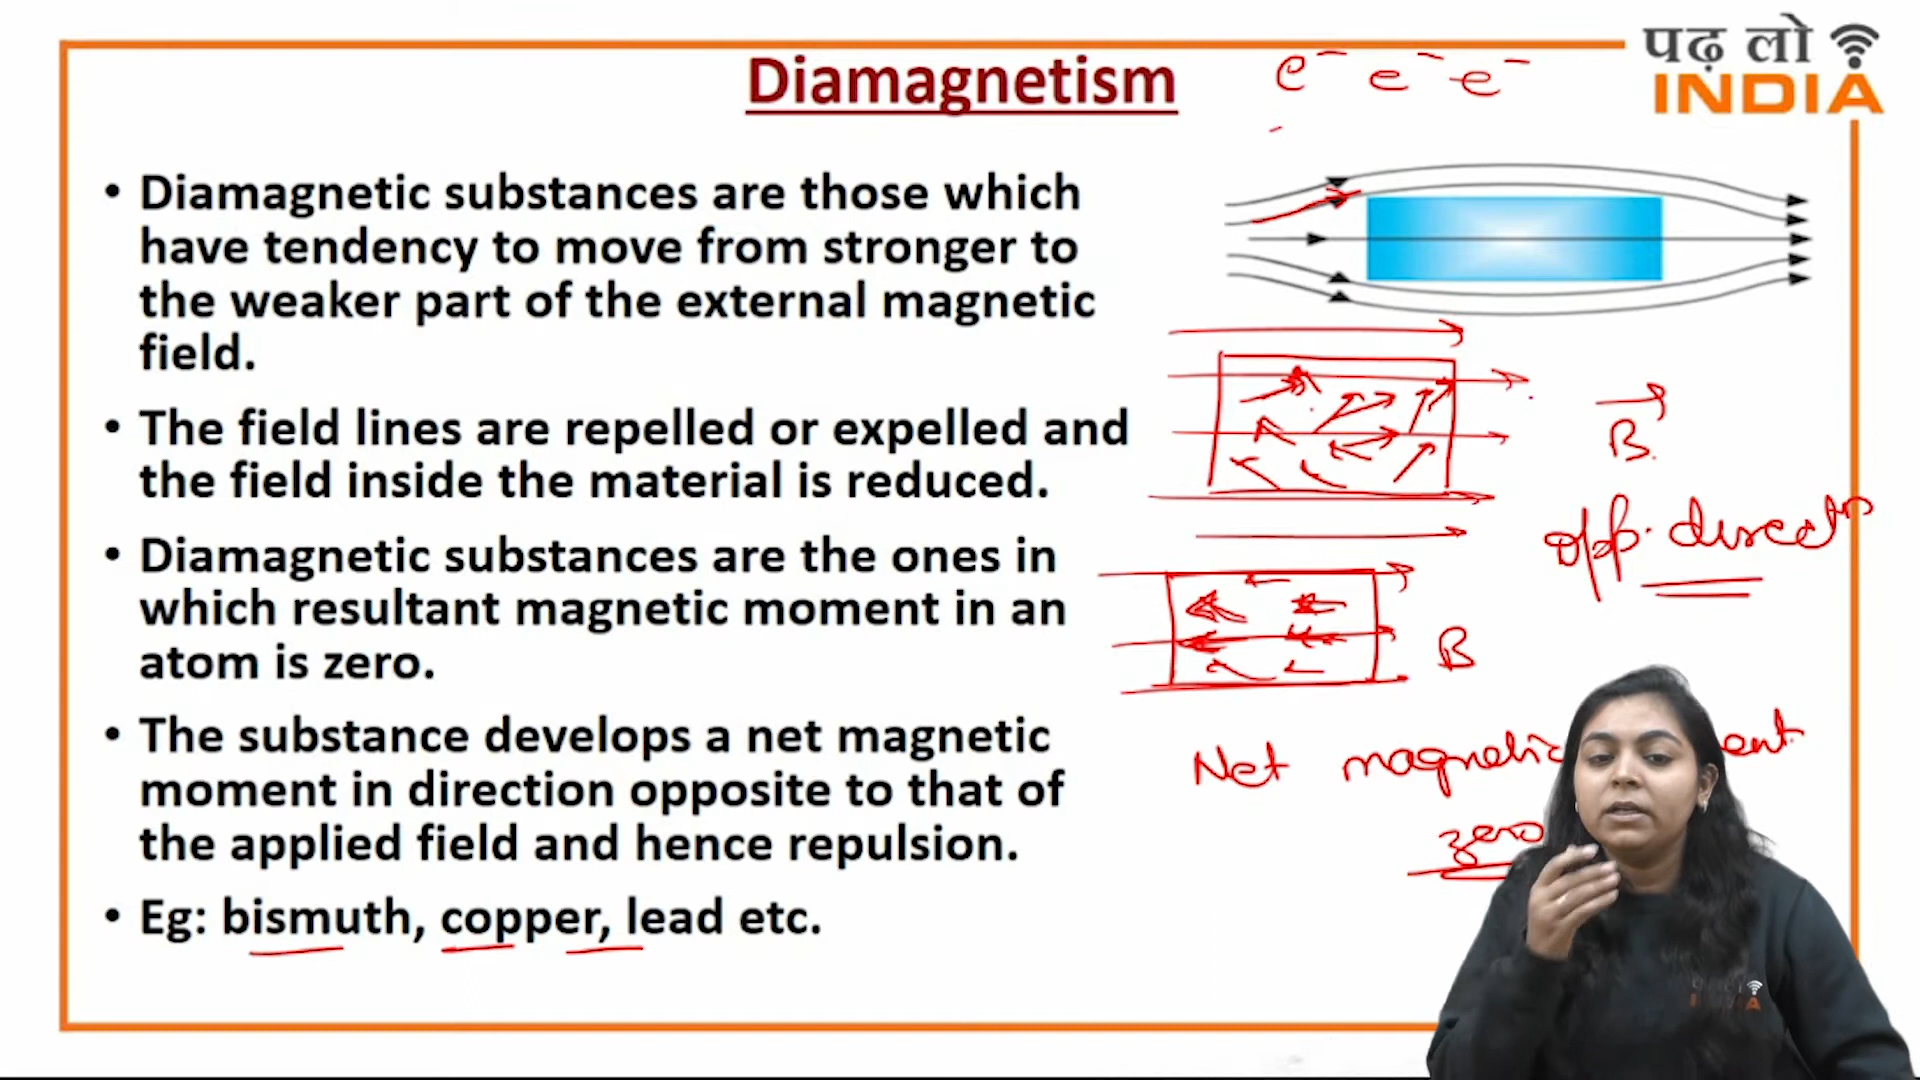 Diamagnetism
e⁻ e⁻ e⁻
पढ़ लो
INDIA
• Diamagnetic substances are those which
have tendency to move from stronger to
the weaker part of the external magnetic
field.
• The field lines are repelled or expelled and
the field inside the material is reduced.
• Diamagnetic substances are the ones in
which resultant magnetic moment in an
atom is zero.
• The substance develops a net magnetic
moment in direction opposite to that of
the applied field and hence repulsion.
• Eg: bismuth, copper, lead etc.
B
opp. directn
B
Net magnetic
zero